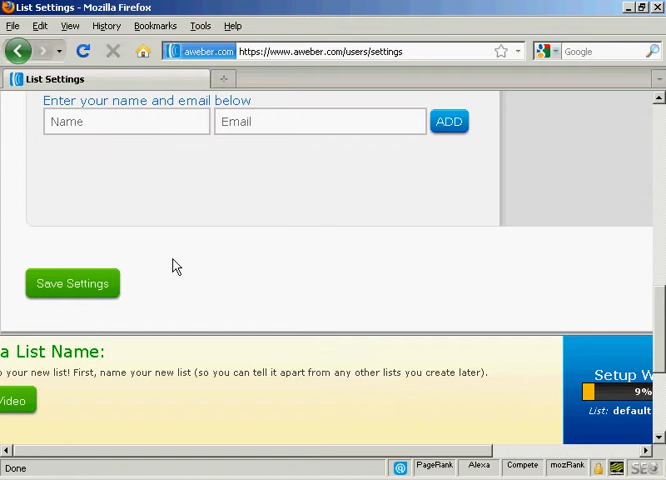 List Settings - Mozilla Firefox
File Edit View History Bookmarks Tools Help
aweber.com https://www.aweber.com/users/settings Google
List Settings
Enter your name and email below
Name Email ADD
Save Settings
a List Name:
o your new list! First, name your new list (so you can tell it apart from any other lists you create later).
Video
Setup W
9%
List: default
Done PageRank Alexa Compete mozRank SEO